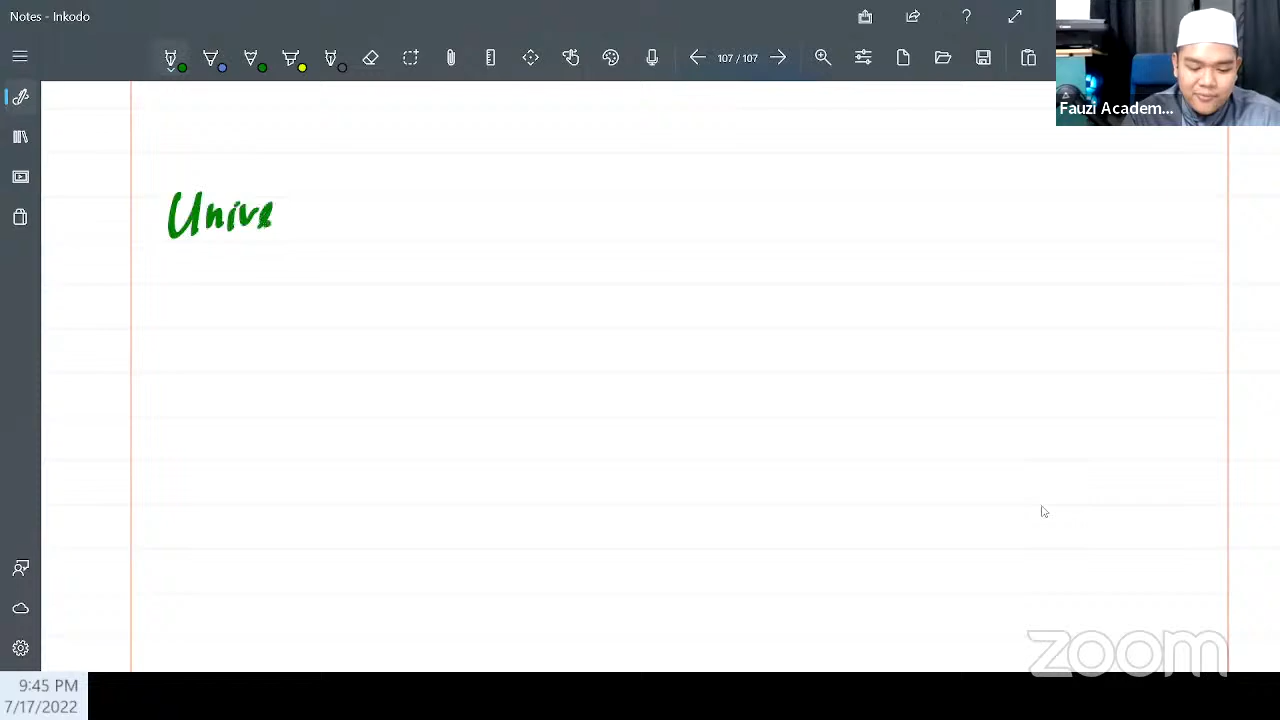 Notes - Inkodo
107 / 107
Fauzi Academ...
Unive
zoom
9:45 PM
7/17/2022